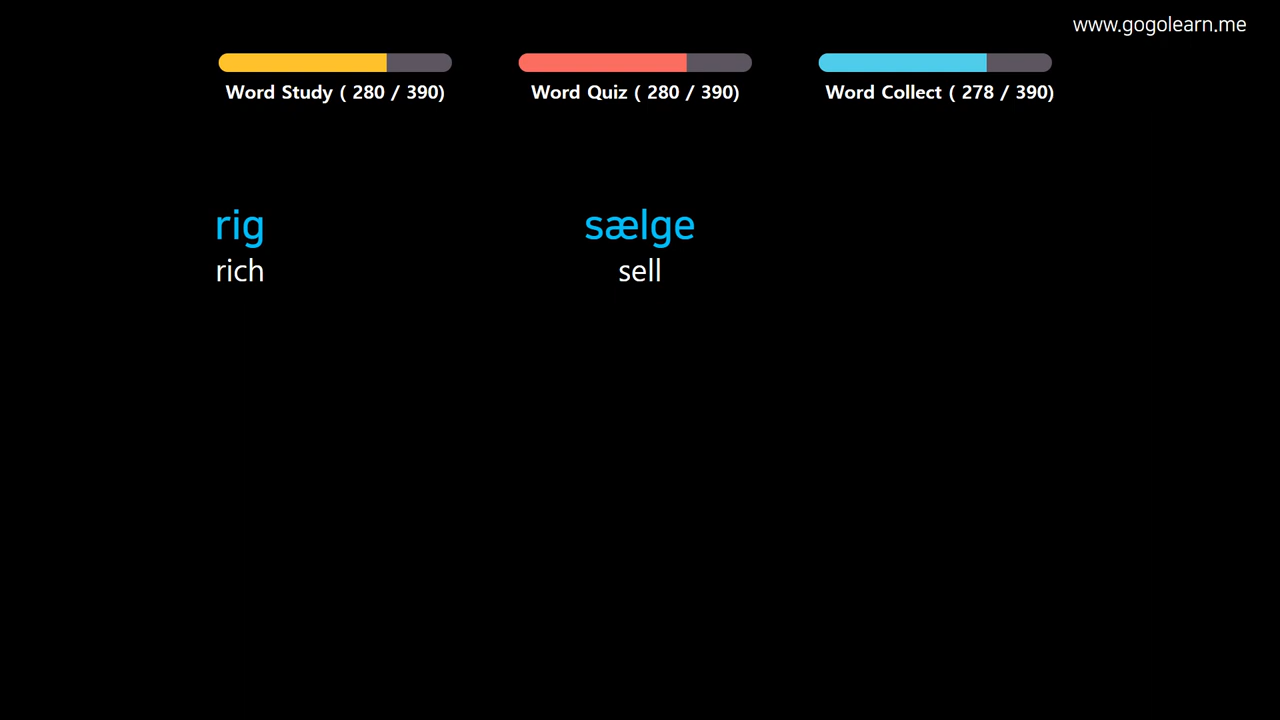 www.gogolearn.me
Word Study ( 280 / 390)
Word Quiz ( 280 / 390)
Word Collect ( 278 / 390)
rig
rich
sælge
sell